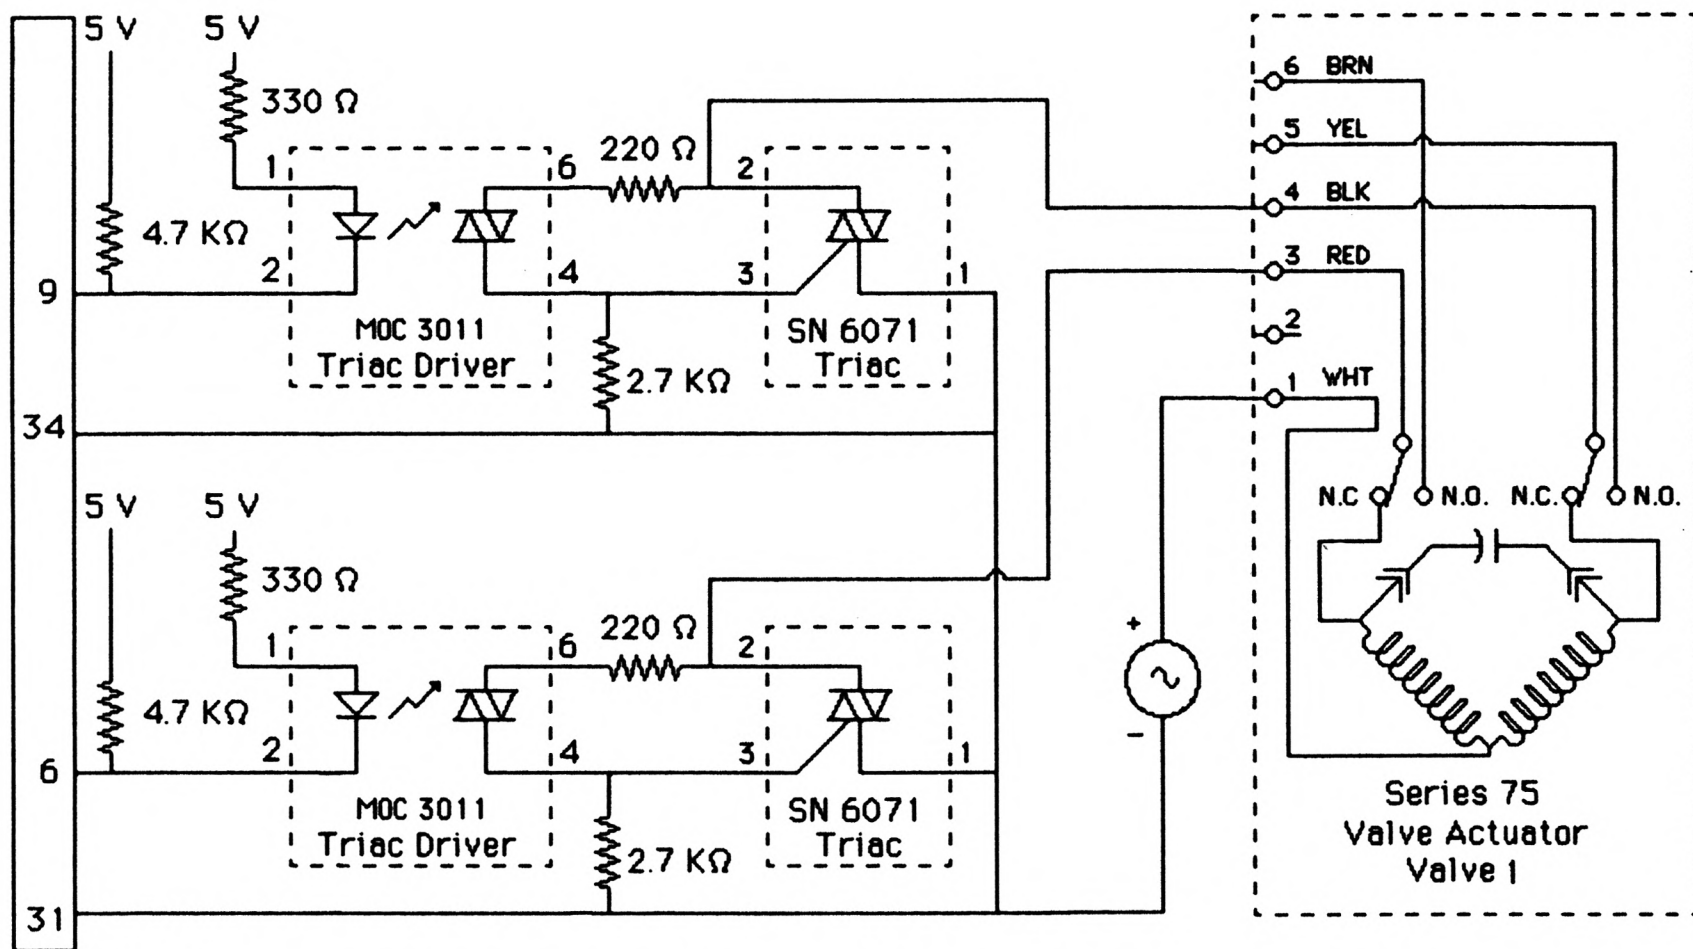 5 V
5 V
330 Ω
4.7 KΩ
1
2
6
4
220 Ω
2
3
1
9
MOC 3011
Triac Driver
SN 6071
Triac
2.7 KΩ
34
5 V
5 V
330 Ω
4.7 KΩ
1
2
6
4
220 Ω
2
3
1
6
MOC 3011
Triac Driver
SN 6071
Triac
2.7 KΩ
31
+
-
6 BRN
5 YEL
4 BLK
3 RED
2
1 WHT
N.C
N.O.
N.C.
N.O.
Series 75
Valve Actuator
Valve 1